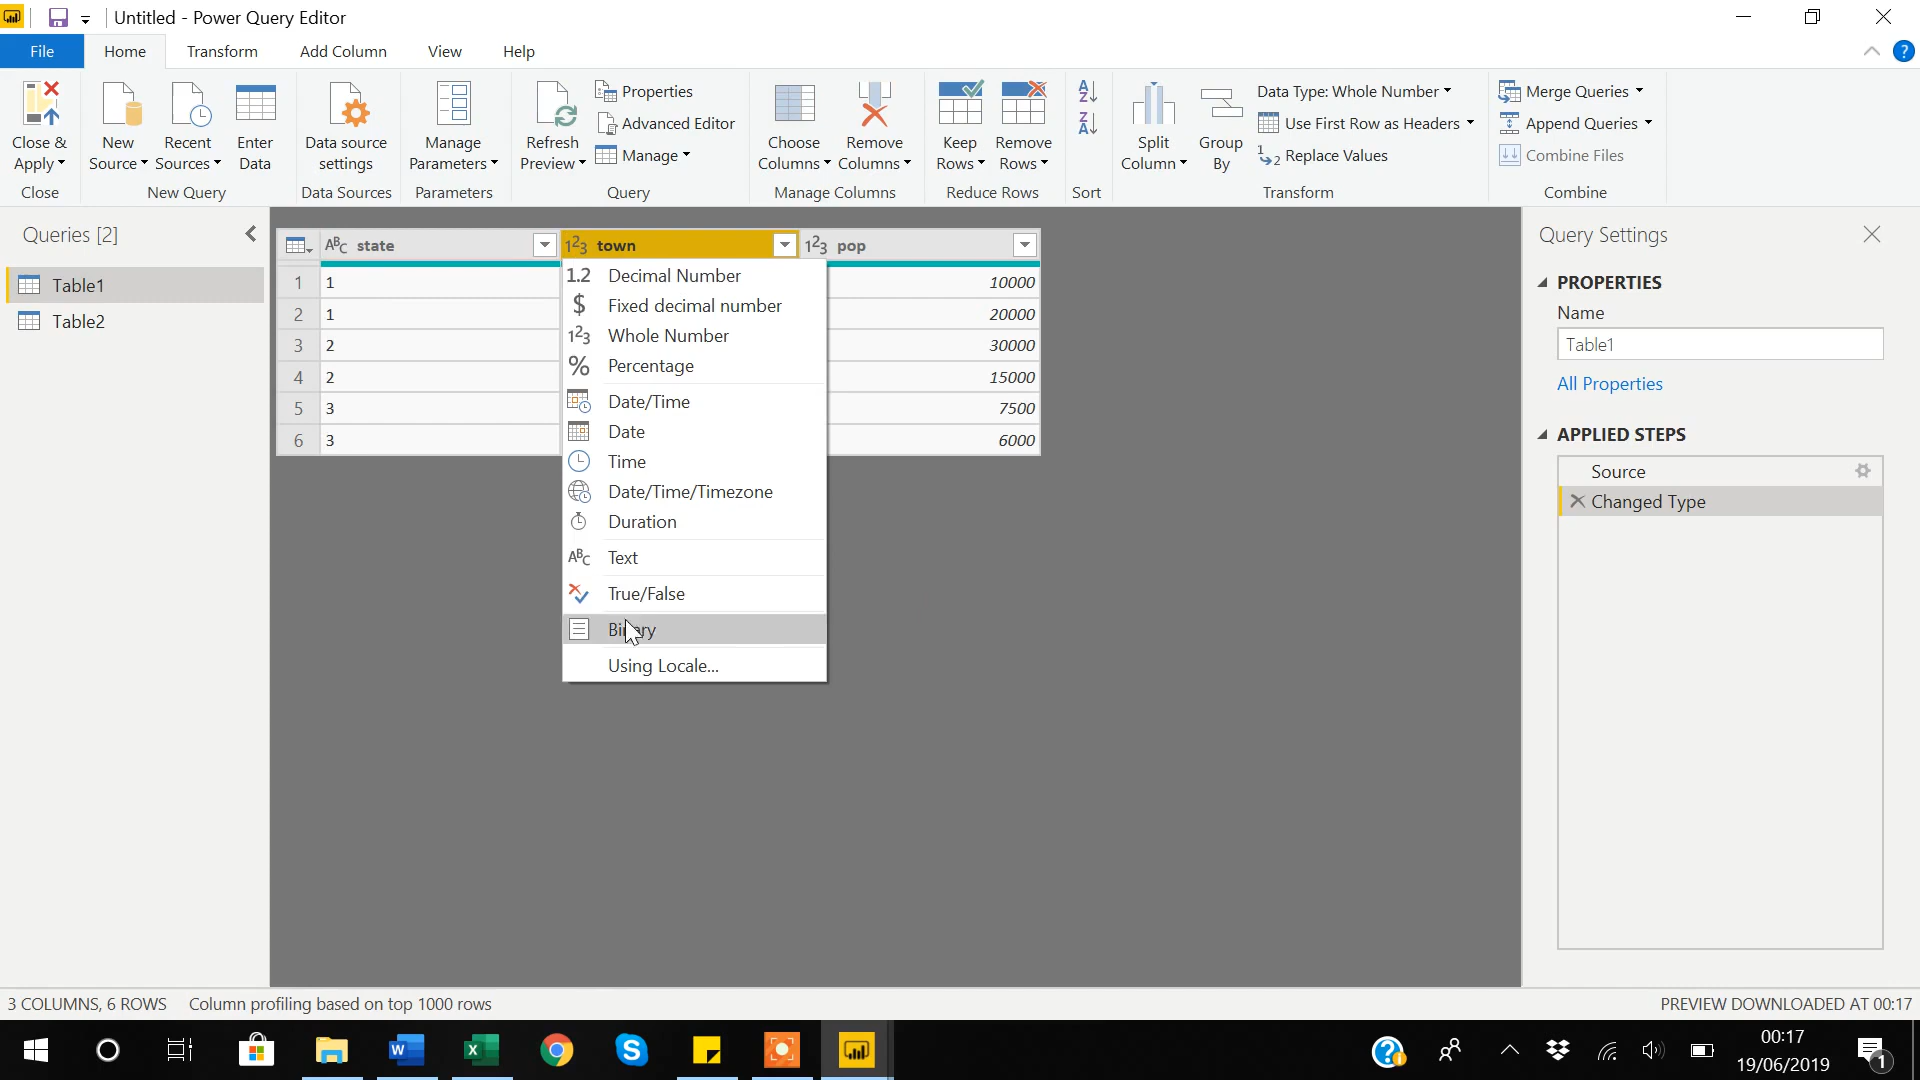 Untitled - Power Query Editor
File Home Transform Add Column View Help
Close & Apply
New Source
Recent Sources
Enter Data
Data source settings
Manage Parameters
Refresh Preview
Properties
Advanced Editor
Manage
Choose Columns
Remove Columns
Keep Rows
Remove Rows
Split Column
Group By
Data Type: Whole Number
Use First Row as Headers
Replace Values
Merge Queries
Append Queries
Combine Files
Close New Query Data Sources Parameters Query Manage Columns Reduce Rows Sort Transform Combine
Queries [2]
Table1
Table2
ABC state 123 town 123 pop
1 1 10000
2 1 20000
3 2 30000
4 2 15000
5 3 7500
6 3 6000
1.2 Decimal Number
$ Fixed decimal number
123 Whole Number
% Percentage
Date/Time
Date
Time
Date/Time/Timezone
Duration
ABC Text
True/False
Binary
Using Locale...
Query Settings
PROPERTIES
Name
Table1
All Properties
APPLIED STEPS
Source
Changed Type
3 COLUMNS, 6 ROWS Column profiling based on top 1000 rows
PREVIEW DOWNLOADED AT 00:17
00:17
19/06/2019
1